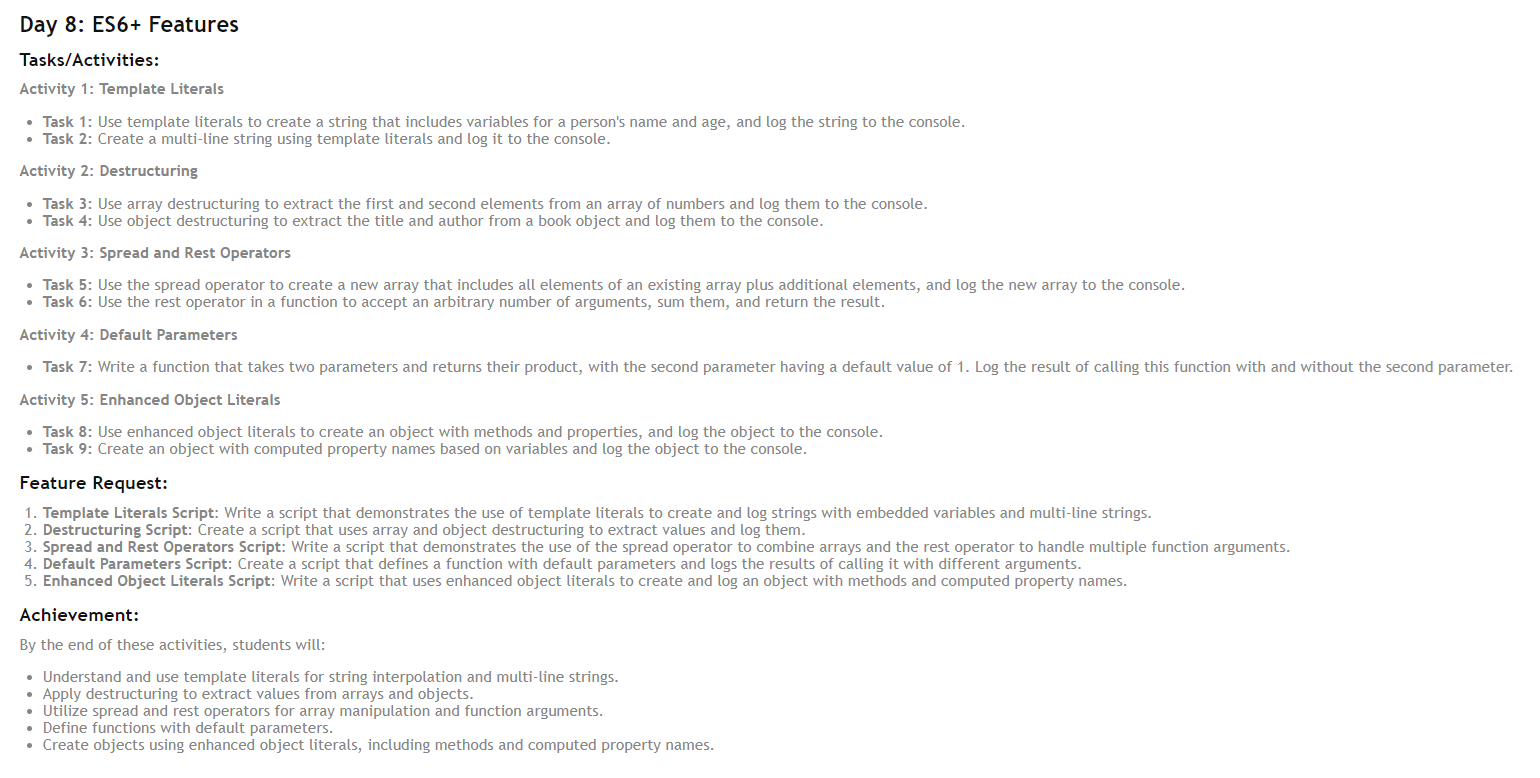 Day 8: ES6+ Features
Tasks/Activities:
Activity 1: Template Literals
• Task 1: Use template literals to create a string that includes variables for a person's name and age, and log the string to the console.
• Task 2: Create a multi-line string using template literals and log it to the console.
Activity 2: Destructuring
• Task 3: Use array destructuring to extract the first and second elements from an array of numbers and log them to the console.
• Task 4: Use object destructuring to extract the title and author from a book object and log them to the console.
Activity 3: Spread and Rest Operators
• Task 5: Use the spread operator to create a new array that includes all elements of an existing array plus additional elements, and log the new array to the console.
• Task 6: Use the rest operator in a function to accept an arbitrary number of arguments, sum them, and return the result.
Activity 4: Default Parameters
• Task 7: Write a function that takes two parameters and returns their product, with the second parameter having a default value of 1. Log the result of calling this function with and without the second parameter.
Activity 5: Enhanced Object Literals
• Task 8: Use enhanced object literals to create an object with methods and properties, and log the object to the console.
• Task 9: Create an object with computed property names based on variables and log the object to the console.
Feature Request:
1. Template Literals Script: Write a script that demonstrates the use of template literals to create and log strings with embedded variables and multi-line strings.
2. Destructuring Script: Create a script that uses array and object destructuring to extract values and log them.
3. Spread and Rest Operators Script: Write a script that demonstrates the use of the spread operator to combine arrays and the rest operator to handle multiple function arguments.
4. Default Parameters Script: Create a script that defines a function with default parameters and logs the results of calling it with different arguments.
5. Enhanced Object Literals Script: Write a script that uses enhanced object literals to create and log an object with methods and computed property names.
Achievement:
By the end of these activities, students will:
• Understand and use template literals for string interpolation and multi-line strings.
• Apply destructuring to extract values from arrays and objects.
• Utilize spread and rest operators for array manipulation and function arguments.
• Define functions with default parameters.
• Create objects using enhanced object literals, including methods and computed property names.